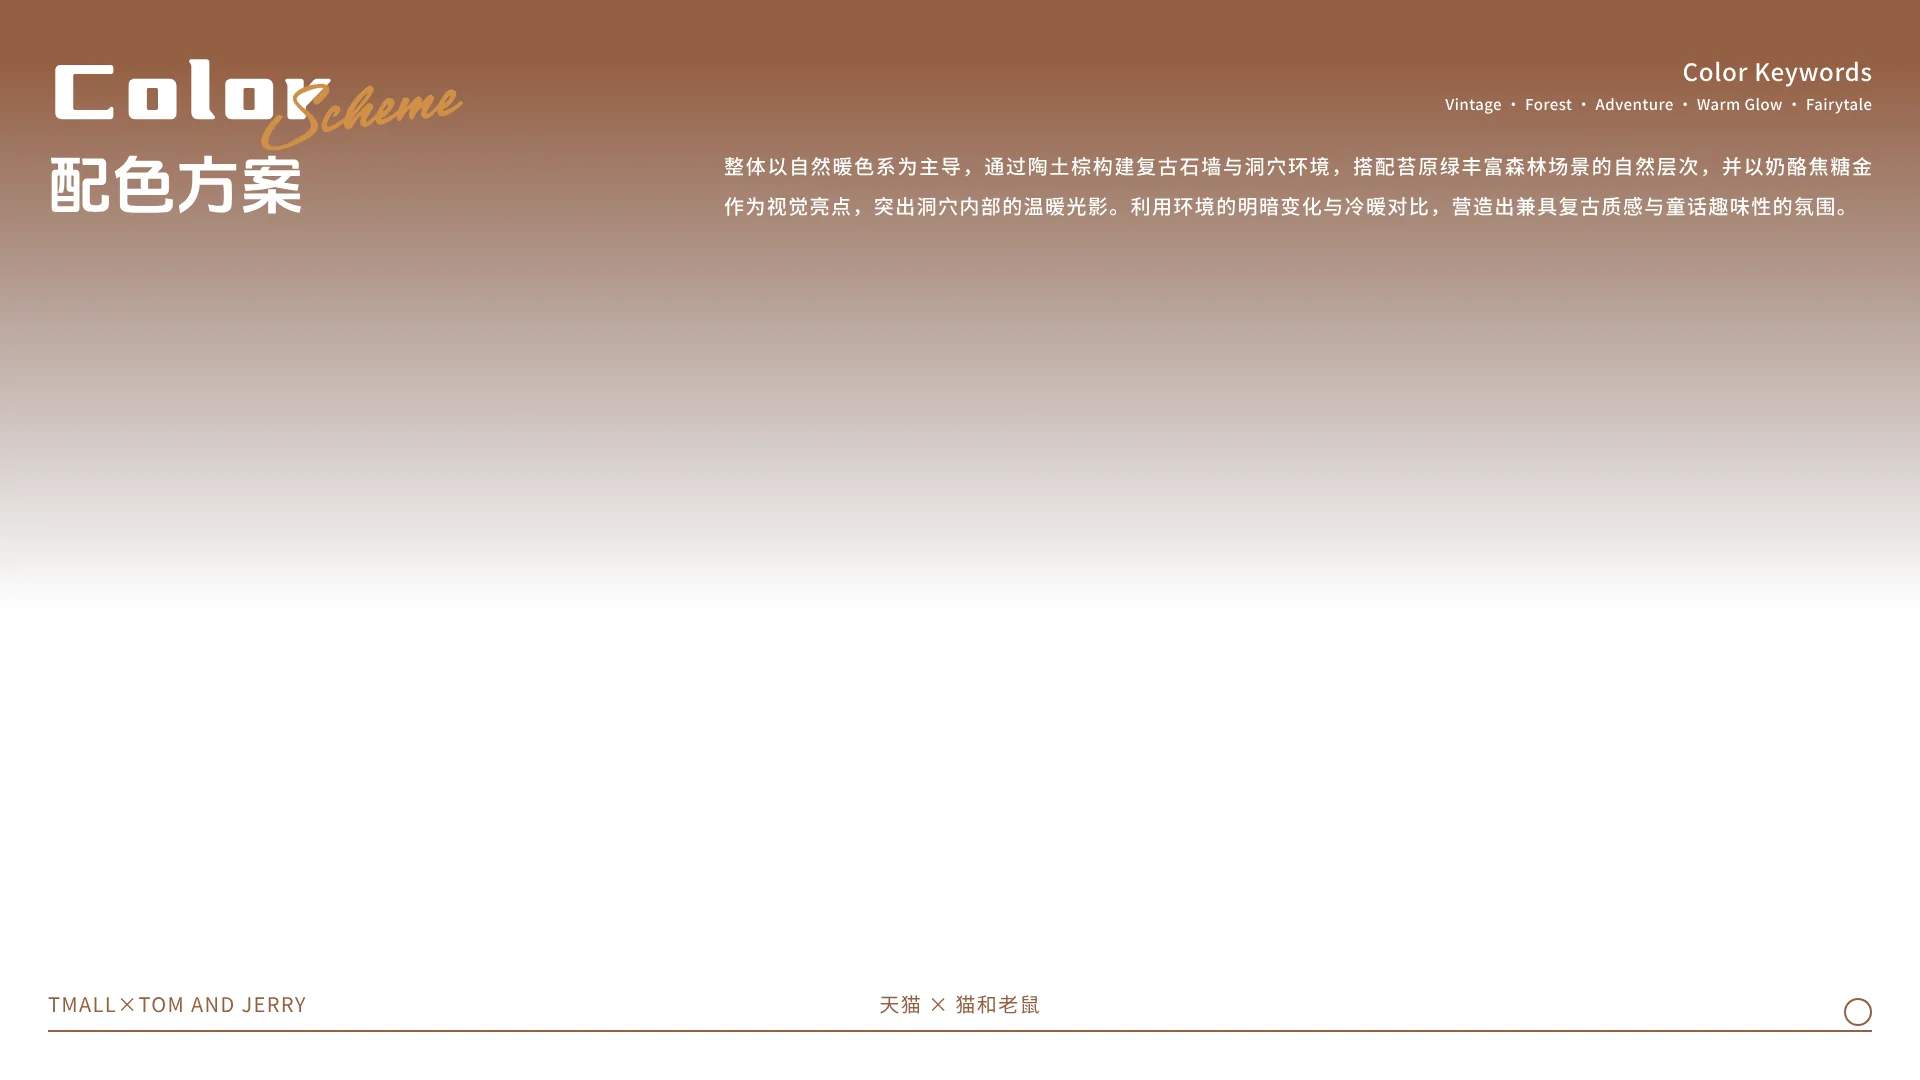 Color
Scheme
配色方案
Color Keywords
Vintage • Forest • Adventure • Warm Glow • Fairytale
整体以自然暖色系为主导，通过陶土棕构建复古石墙与洞穴环境，搭配苔原绿丰富森林场景的自然层次，并以奶酪焦糖金
作为视觉亮点，突出洞穴内部的温暖光影。利用环境的明暗变化与冷暖对比，营造出兼具复古质感与童话趣味性的氛围。
TMALL×TOM AND JERRY
天猫 × 猫和老鼠